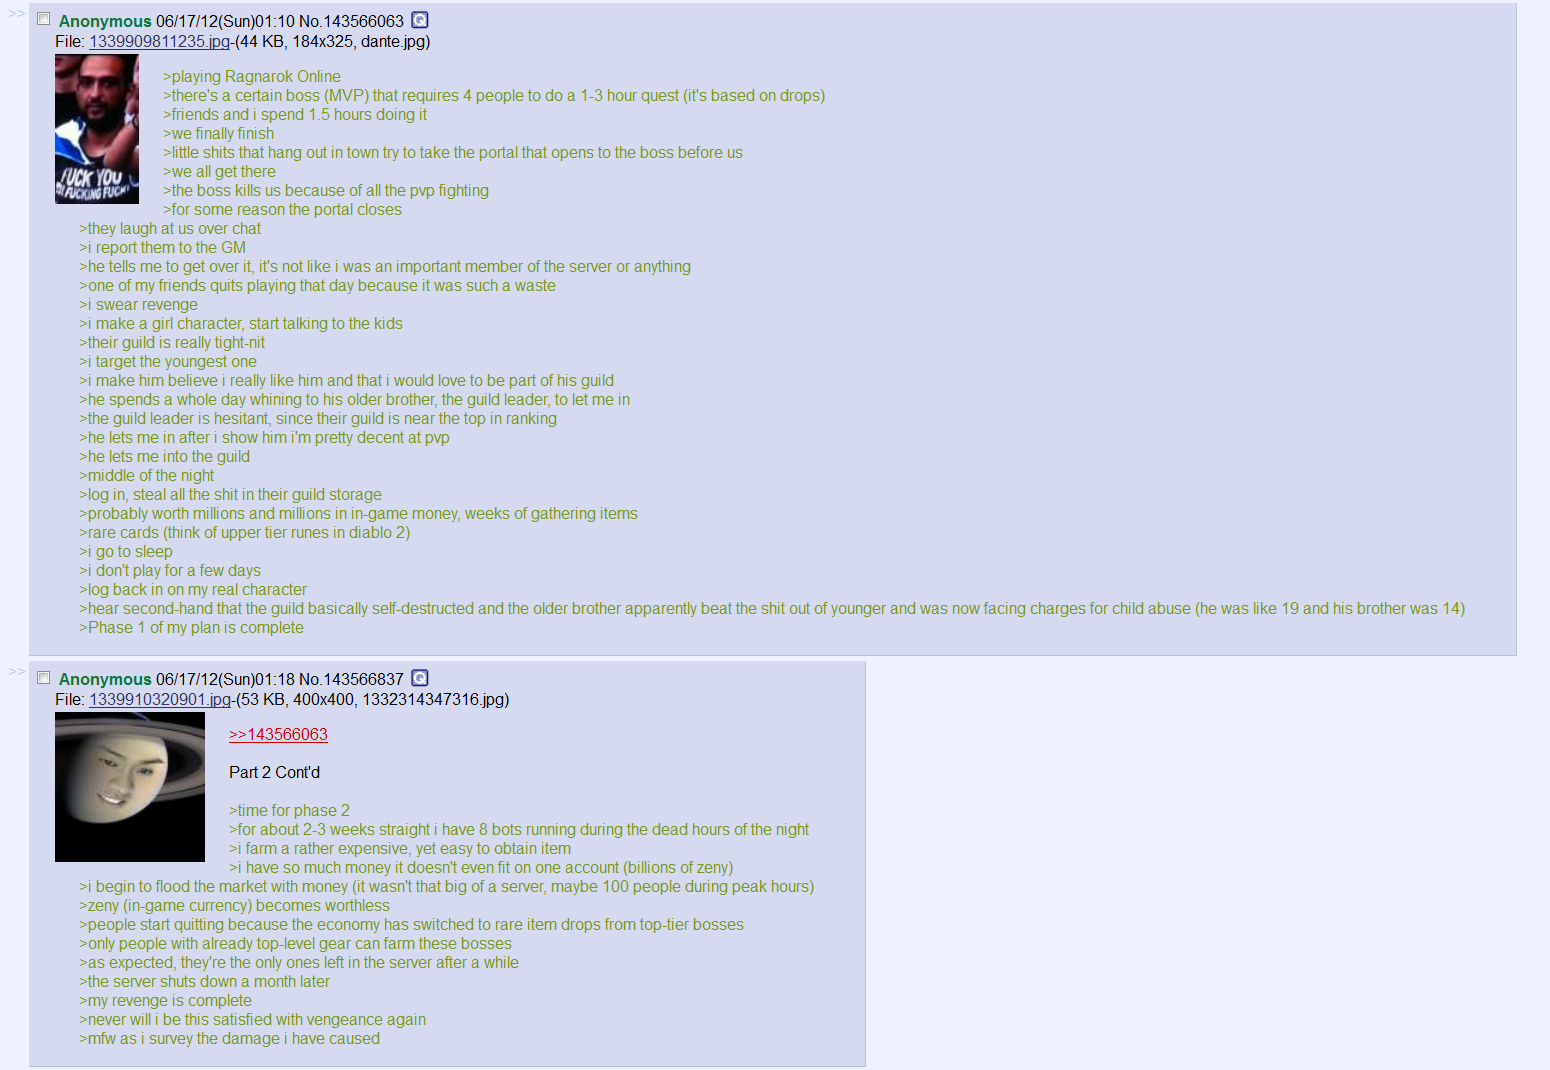 >>
Anonymous 06/17/12(Sun)01:10 No.143566063
File: 1339909811235.jpg-(44 KB, 184x325, dante.jpg)
FUCK YOU
FUCKING FUCK
>playing Ragnarok Online
>there's a certain boss (MVP) that requires 4 people to do a 1-3 hour quest (it's based on drops)
>friends and i spend 1.5 hours doing it
>we finally finish
>little shits that hang out in town try to take the portal that opens to the boss before us
>we all get there
>the boss kills us because of all the pvp fighting
>for some reason the portal closes
>they laugh at us over chat
>i report them to the GM
>he tells me to get over it, it's not like i was an important member of the server or anything
>one of my friends quits playing that day because it was such a waste
>i swear revenge
>i make a girl character, start talking to the kids
>their guild is really tight-nit
>i target the youngest one
>i make him believe i really like him and that i would love to be part of his guild
>he spends a whole day whining to his older brother, the guild leader, to let me in
>the guild leader is hesitant, since their guild is near the top in ranking
>he lets me in after i show him i'm pretty decent at pvp
>he lets me into the guild
>middle of the night
>log in, steal all the shit in their guild storage
>probably worth millions and millions in in-game money, weeks of gathering items
>rare cards (think of upper tier runes in diablo 2)
>i go to sleep
>i don't play for a few days
>log back in on my real character
>hear second-hand that the guild basically self-destructed and the older brother apparently beat the shit out of younger and was now facing charges for child abuse (he was like 19 and his brother was 14)
>Phase 1 of my plan is complete
>>
Anonymous 06/17/12(Sun)01:18 No.143566837
File: 1339910320901.jpg-(53 KB, 400x400, 1332314347316.jpg)
>>143566063
Part 2 Cont'd
>time for phase 2
>for about 2-3 weeks straight i have 8 bots running during the dead hours of the night
>i farm a rather expensive, yet easy to obtain item
>i have so much money it doesn't even fit on one account (billions of zeny)
>i begin to flood the market with money (it wasn't that big of a server, maybe 100 people during peak hours)
>zeny (in-game currency) becomes worthless
>people start quitting because the economy has switched to rare item drops from top-tier bosses
>only people with already top-level gear can farm these bosses
>as expected, they're the only ones left in the server after a while
>the server shuts down a month later
>my revenge is complete
>never will i be this satisfied with vengeance again
>mfw as i survey the damage i have caused